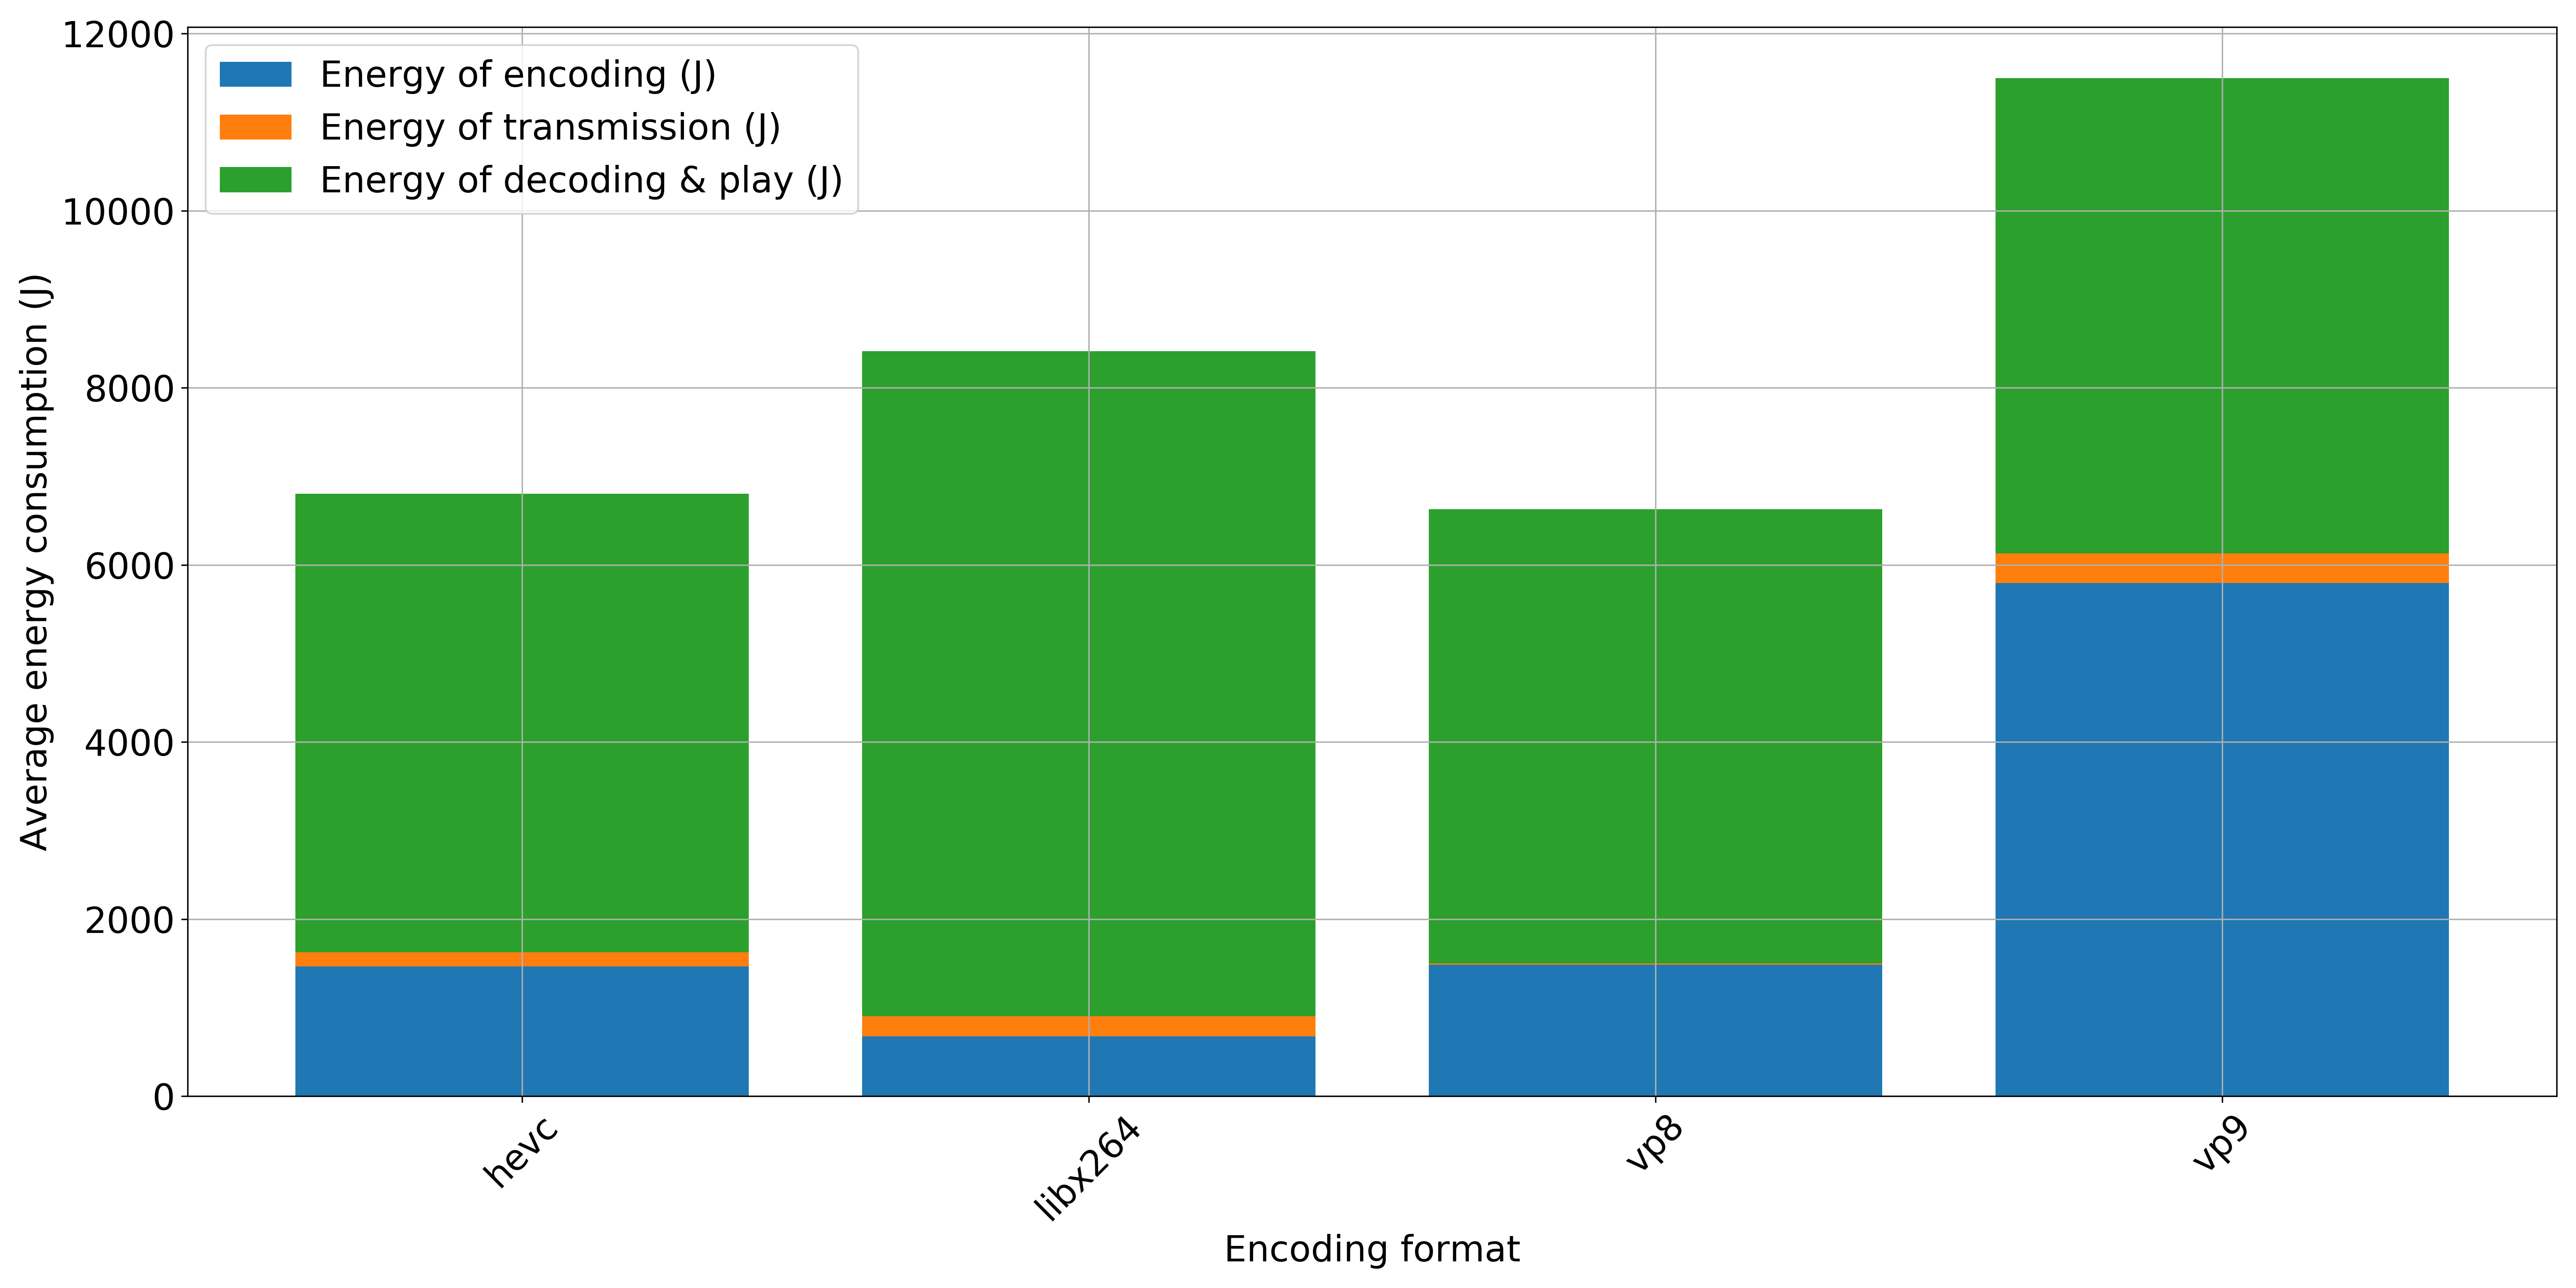 12000
10000
8000
6000
4000
2000
0
Average energy consumption (J)
Energy of encoding (J)
Energy of transmission (J)
Energy of decoding & play (J)
hevc
libx264
vp8
vp9
Encoding format